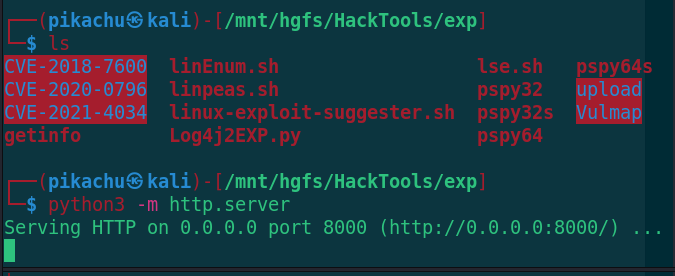 ┌──(pikachu㉿kali)-[/mnt/hgfs/HackTools/exp]
└─$ ls
CVE-2018-7600 linEnum.sh lse.sh pspy64s
CVE-2020-0796 linpeas.sh pspy32 upload
CVE-2021-4034 linux-exploit-suggester.sh pspy32s Vulmap
getinfo Log4j2EXP.py pspy64
┌──(pikachu㉿kali)-[/mnt/hgfs/HackTools/exp]
└─$ python3 -m http.server
Serving HTTP on 0.0.0.0 port 8000 (http://0.0.0.0:8000/) ...